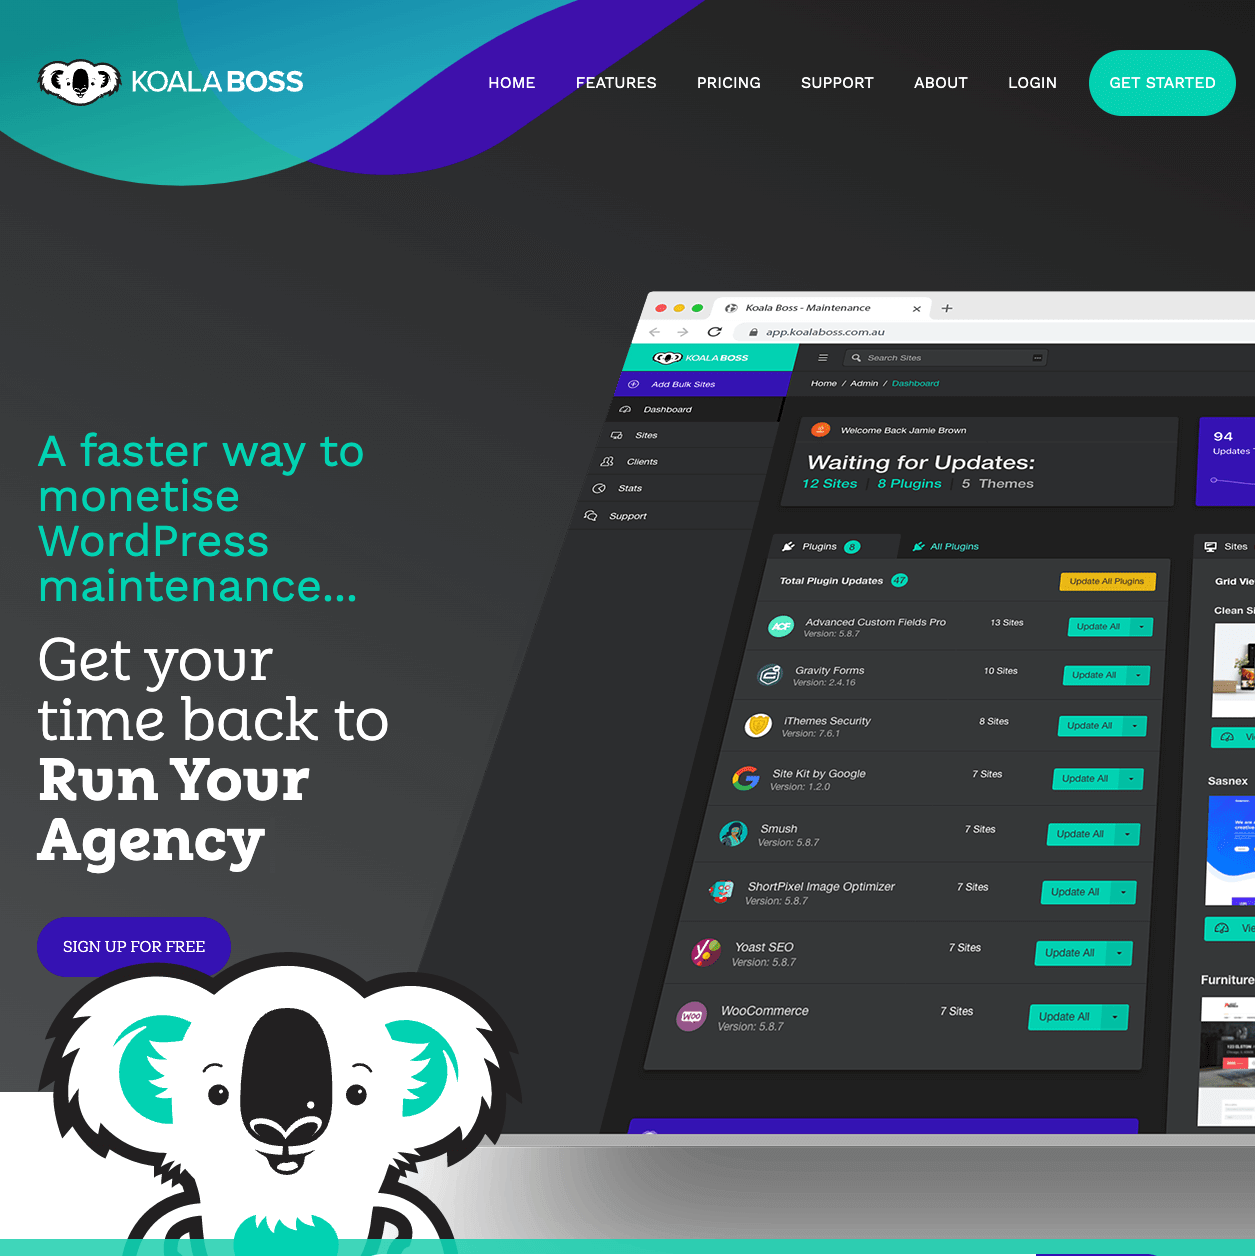 KOALA BOSS
HOME FEATURES PRICING SUPPORT ABOUT LOGIN GET STARTED
A faster way to
monetise
WordPress
maintenance...
Get your
time back to
Run Your
Agency
SIGN UP FOR FREE
Koala Boss - Maintenance
app.koalaboss.com.au
KOALA BOSS
Search Sites
Add Bulk Sites
Home / Admin / Dashboard
Dashboard
Sites
Clients
Stats
Support
Welcome Back Jamie Brown
Waiting for Updates:
12 Sites 8 Plugins 5 Themes
94
Updates
Plugins 8 All Plugins
Sites
Total Plugin Updates 47 Update All Plugins
Grid
Clean
Advanced Custom Fields Pro 13 Sites Update All
Version: 5.8.7
ACF
Gravity Forms 10 Sites Update All
Version: 2.4.16
iThemes Security 8 Sites Update All
Version: 7.6.1
Site Kit by Google 7 Sites Update All
Version: 1.2.0
Sasnex
Smush 7 Sites Update All
Version: 5.8.7
ShortPixel Image Optimizer 7 Sites Update All
Version: 5.8.7
Yoast SEO 7 Sites Update All
Version: 5.8.7
Furniture
WooCommerce 7 Sites Update All
Version: 5.8.7
WOO